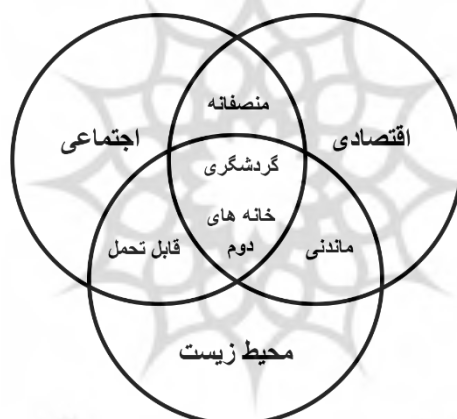 منصفانه
اقتصادی
اجتماعی
گردشگری
خانه های
دوم
ماندنی
قابل تحمل
محیط زیست